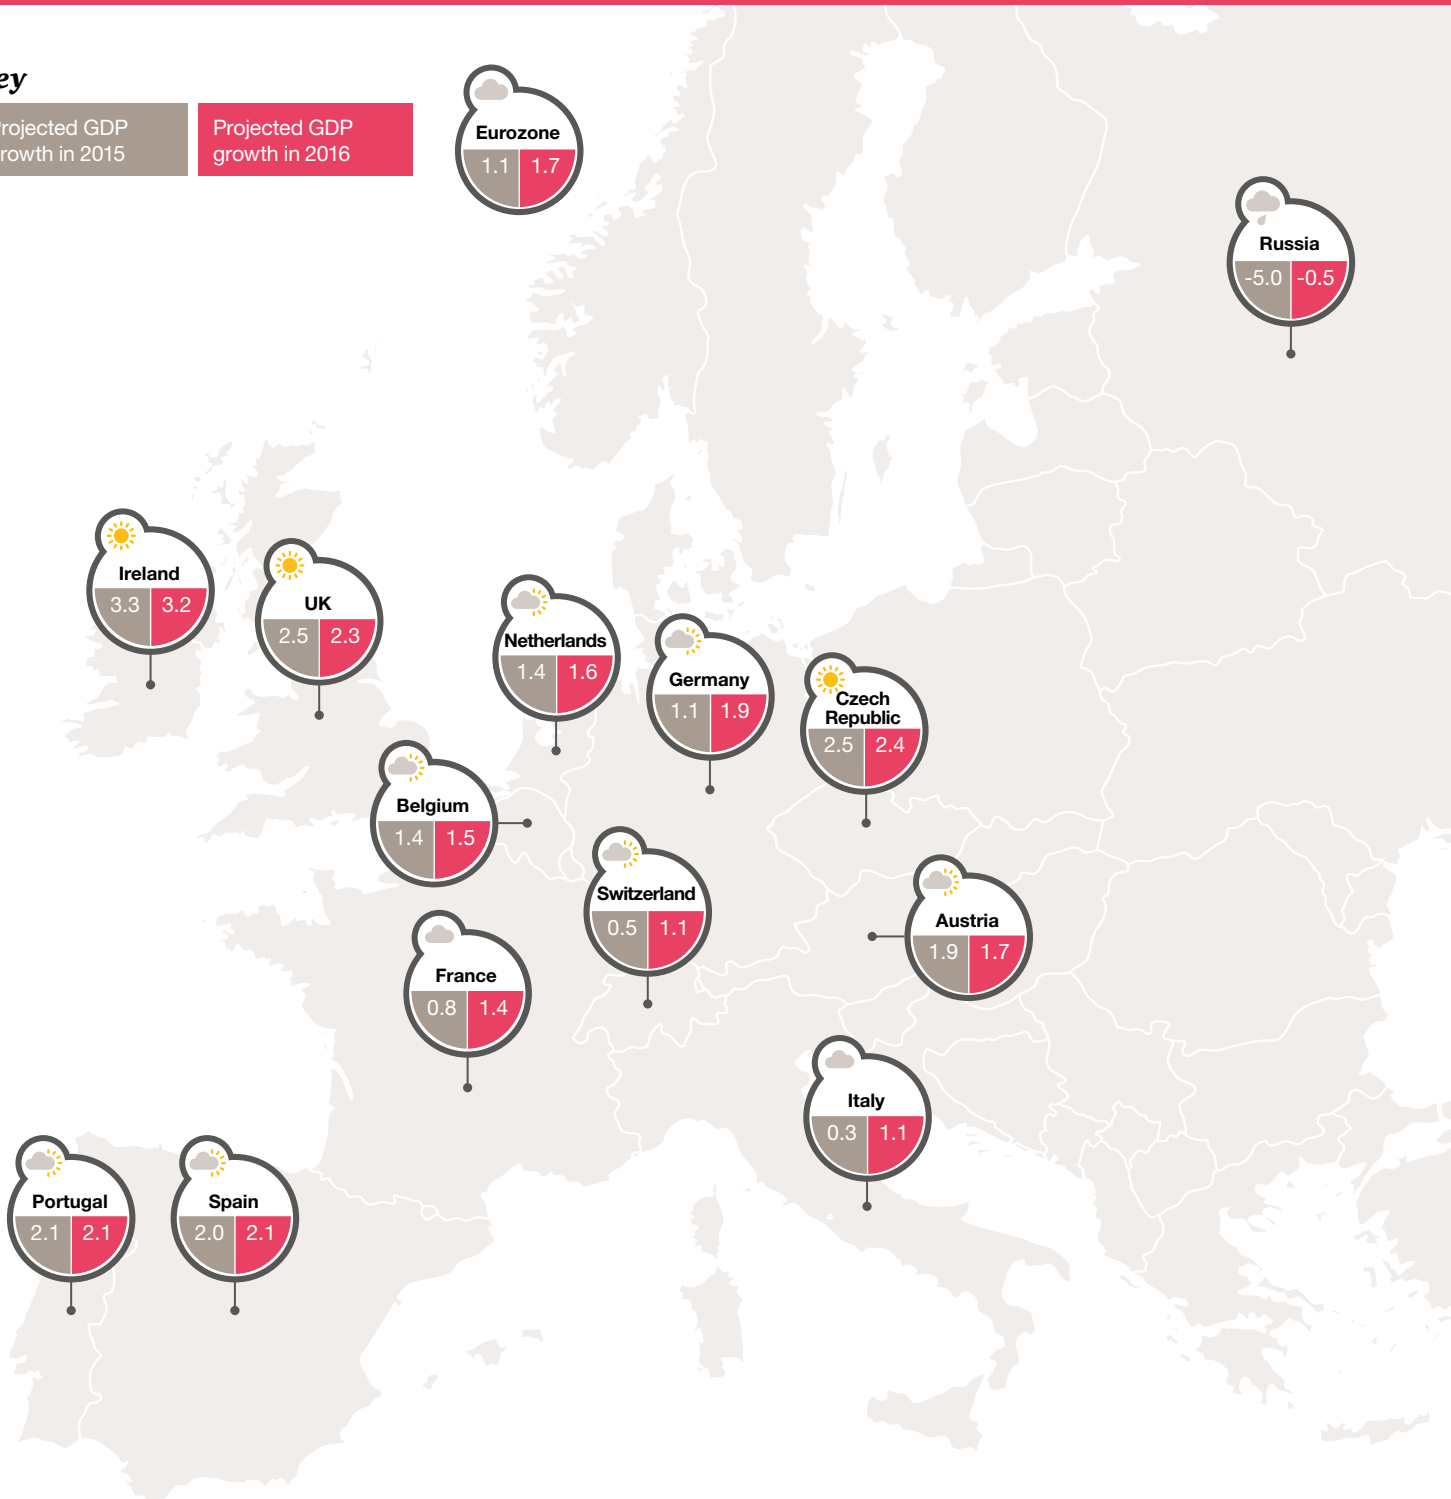 ey
rojected GDP
rowth in 2015
Projected GDP
growth in 2016
Eurozone
1.1 1.7
Russia
-5.0 -0.5
Ireland
3.3 3.2
UK
2.5 2.3
Netherlands
1.4 1.6
Germany
1.1 1.9
Czech
Republic
2.5 2.4
Belgium
1.4 1.5
Switzerland
0.5 1.1
Austria
1.9 1.7
France
0.8 1.4
Italy
0.3 1.1
Portugal
2.1 2.1
Spain
2.0 2.1